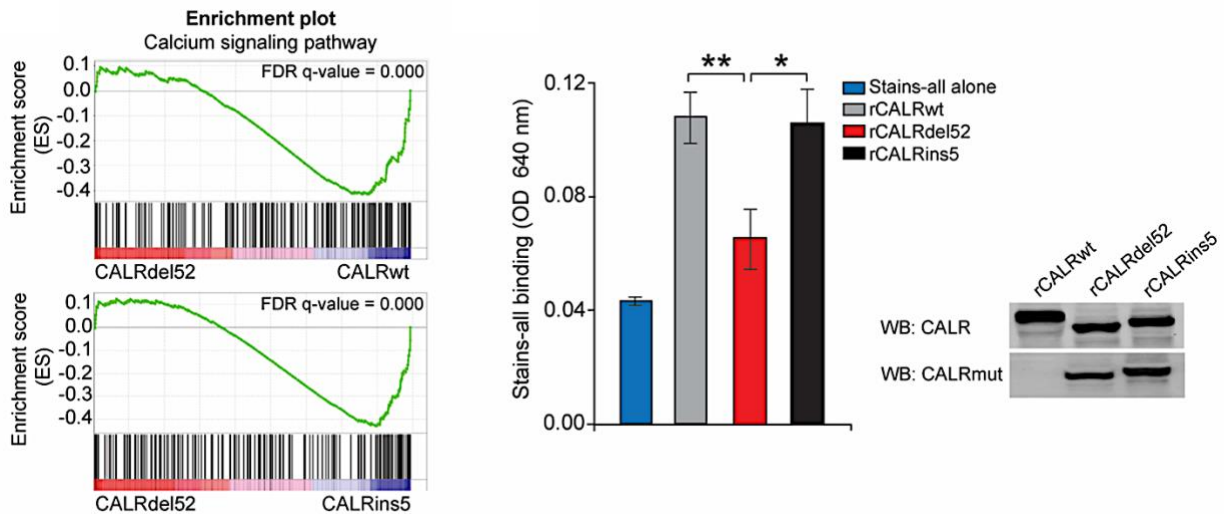 Enrichment plot
Calcium signaling pathway
Enrichment score
(ES)
0.1
0.0
-0.1
-0.2
-0.3
-0.4
FDR q-value = 0.000
CALRdel52
CALRwt
Enrichment score
(ES)
0.1
0.0
-0.1
-0.2
-0.3
-0.4
FDR q-value = 0.000
CALRdel52
CALRins5
Stains-all binding (OD 640 nm)
0.12
0.08
0.04
0.00
**
*
Stains-all alone
rCALRwt
rCALRdel52
rCALRins5
rCALRwt
rCALRdel52
rCALRins5
WB: CALR
WB: CALRmut